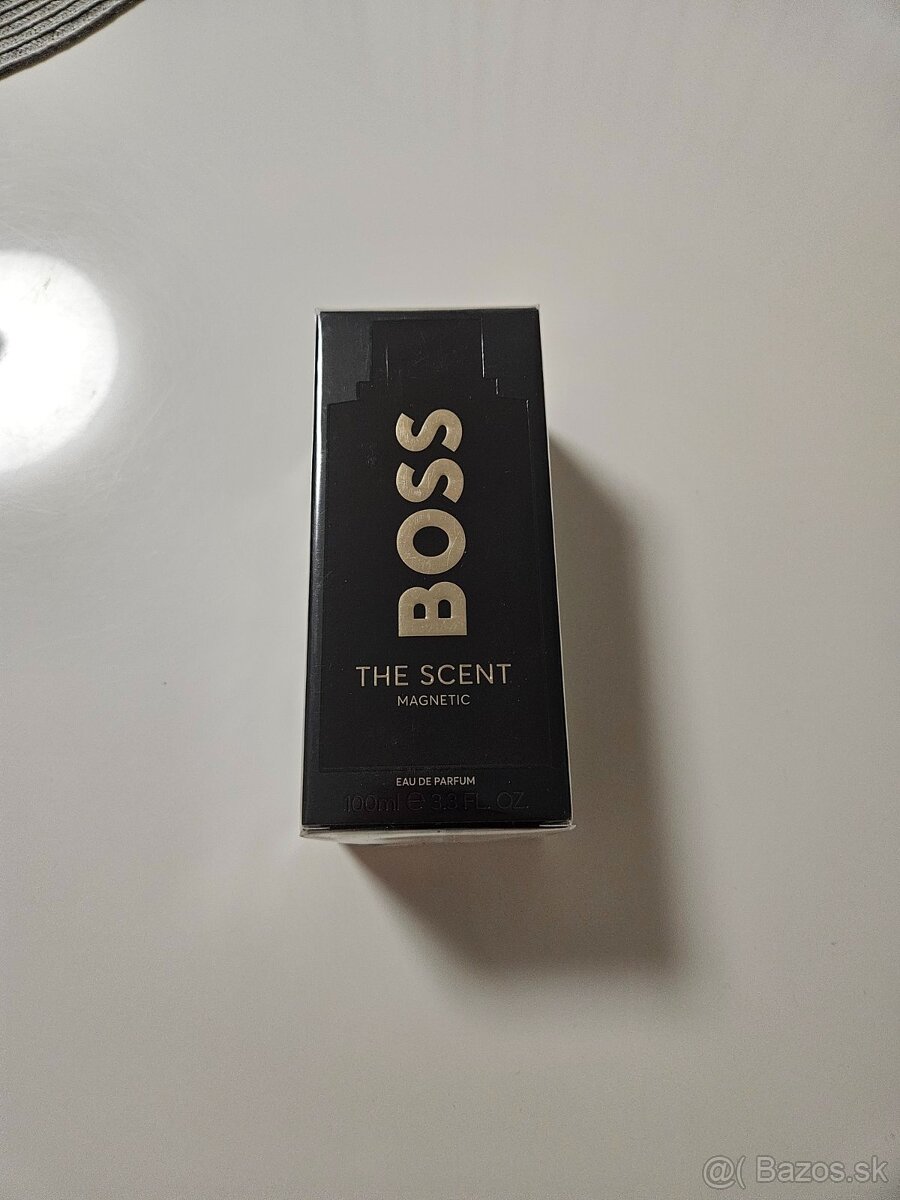 BOSS
THE SCENT
MAGNETIC
EAU DE PARFUM
100ml ℮ 3.3 FL. OZ.
@( Bazos.sk